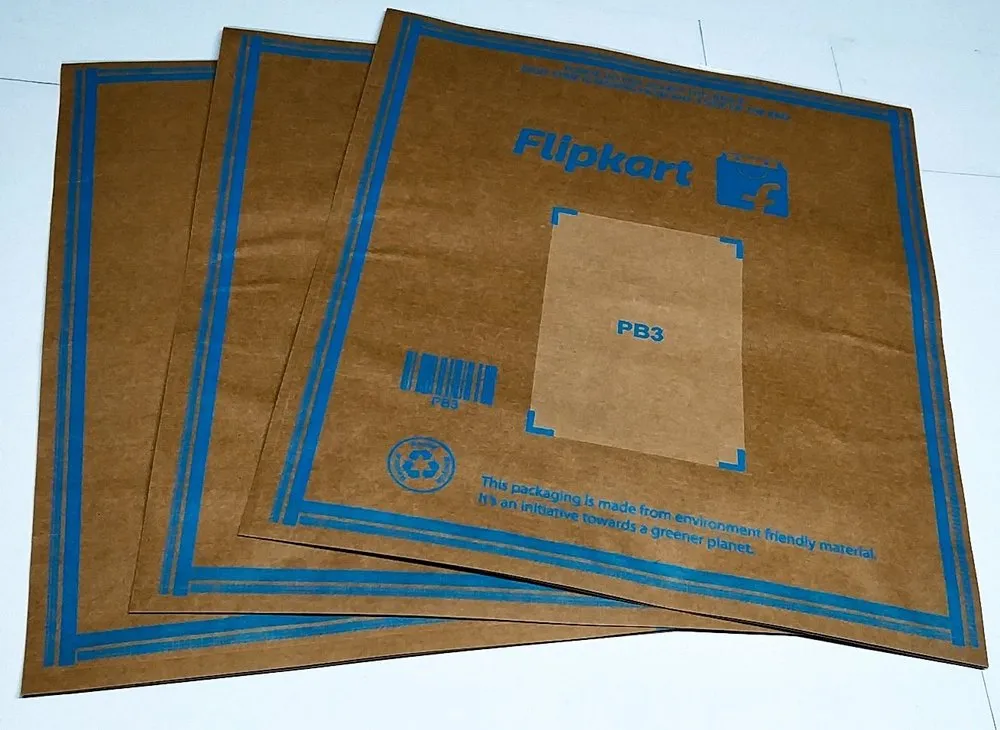 Flipkart
PB3
PB3
This packaging is made from environment friendly material.
It's an initiative towards a greener planet.